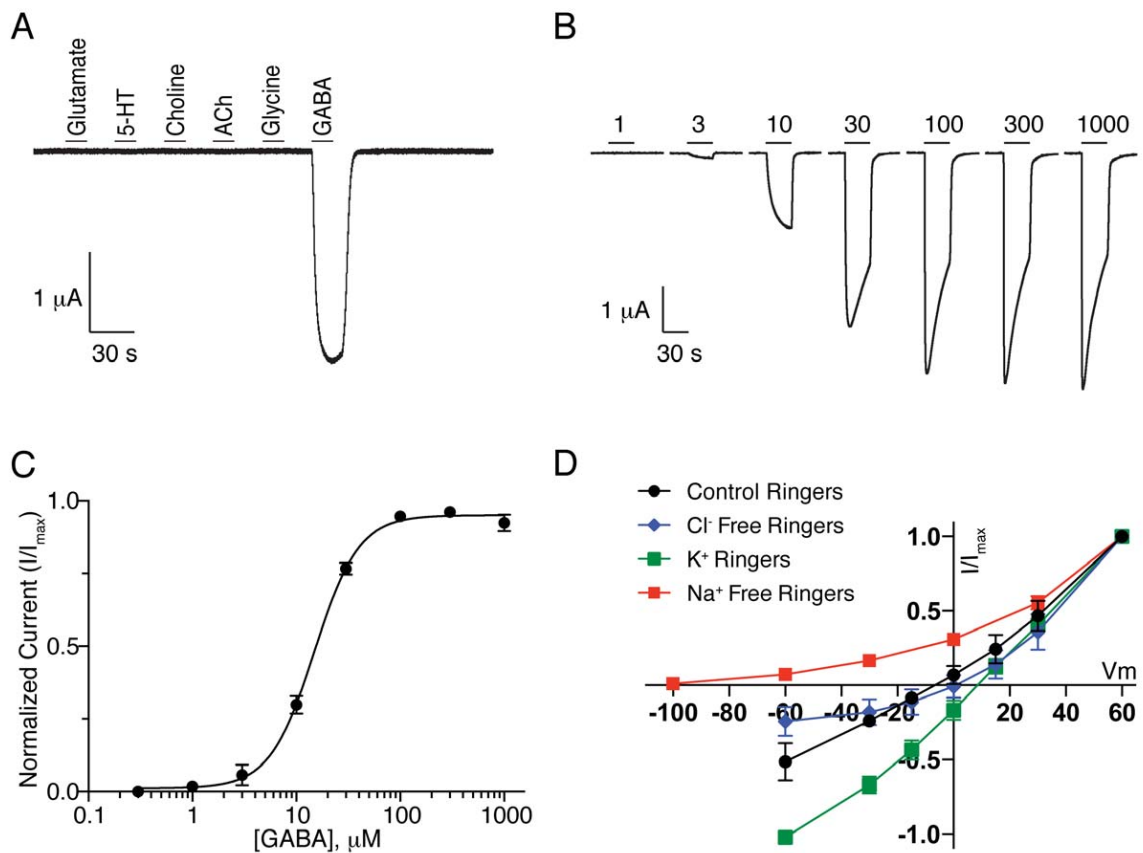 A
Glutamate
5-HT
Choline
ACh
Glycine
GABA
1 μA
30 s
B
1 3 10 30 100 300 1000
1 μA
30 s
C
Normalized Current (I/Imax)
1.0
0.5
0.0
0.1 1 10 100 1000
[GABA], μM
D
Control Ringers
Cl- Free Ringers
K+ Ringers
Na+ Free Ringers
I/Imax
1.0
0.5
Vm
-100 -80 -60 -40 -20 20 40 60
-0.5
-1.0